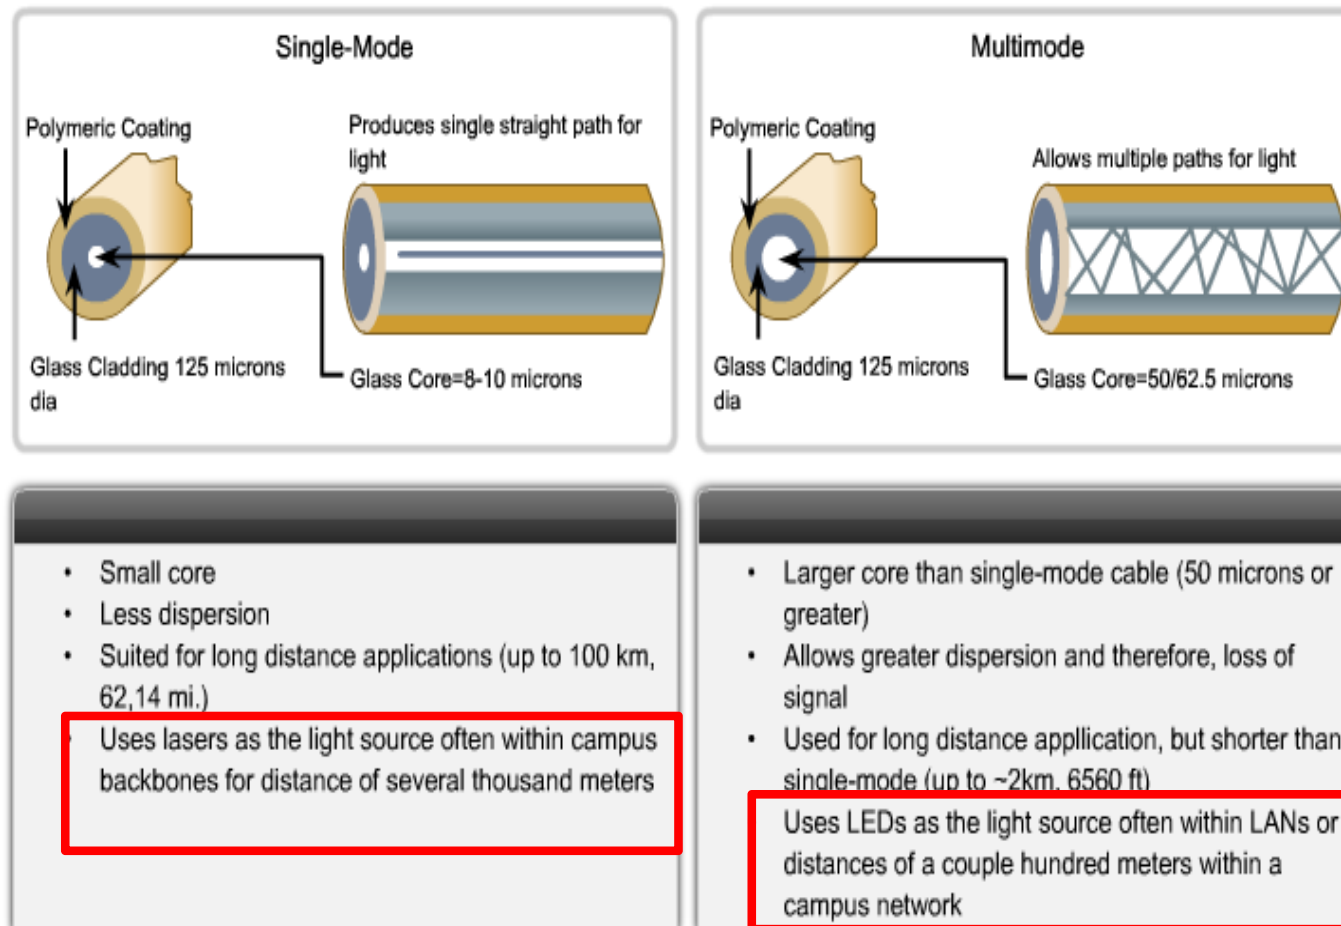 Single-Mode
Polymeric Coating
Produces single straight path for
light
Glass Cladding 125 microns
dia
Glass Core=8-10 microns
Multimode
Polymeric Coating
Allows multiple paths for light
Glass Cladding 125 microns
dia
Glass Core=50/62.5 microns
• Small core
• Less dispersion
• Suited for long distance applications (up to 100 km,
62,14 mi.)
• Uses lasers as the light source often within campus
backbones for distance of several thousand meters
• Larger core than single-mode cable (50 microns or
greater)
• Allows greater dispersion and therefore, loss of
signal
• Used for long distance appllication, but shorter than
single-mode (up to ~2km, 6560 ft)
Uses LEDs as the light source often within LANs or
distances of a couple hundred meters within a
campus network